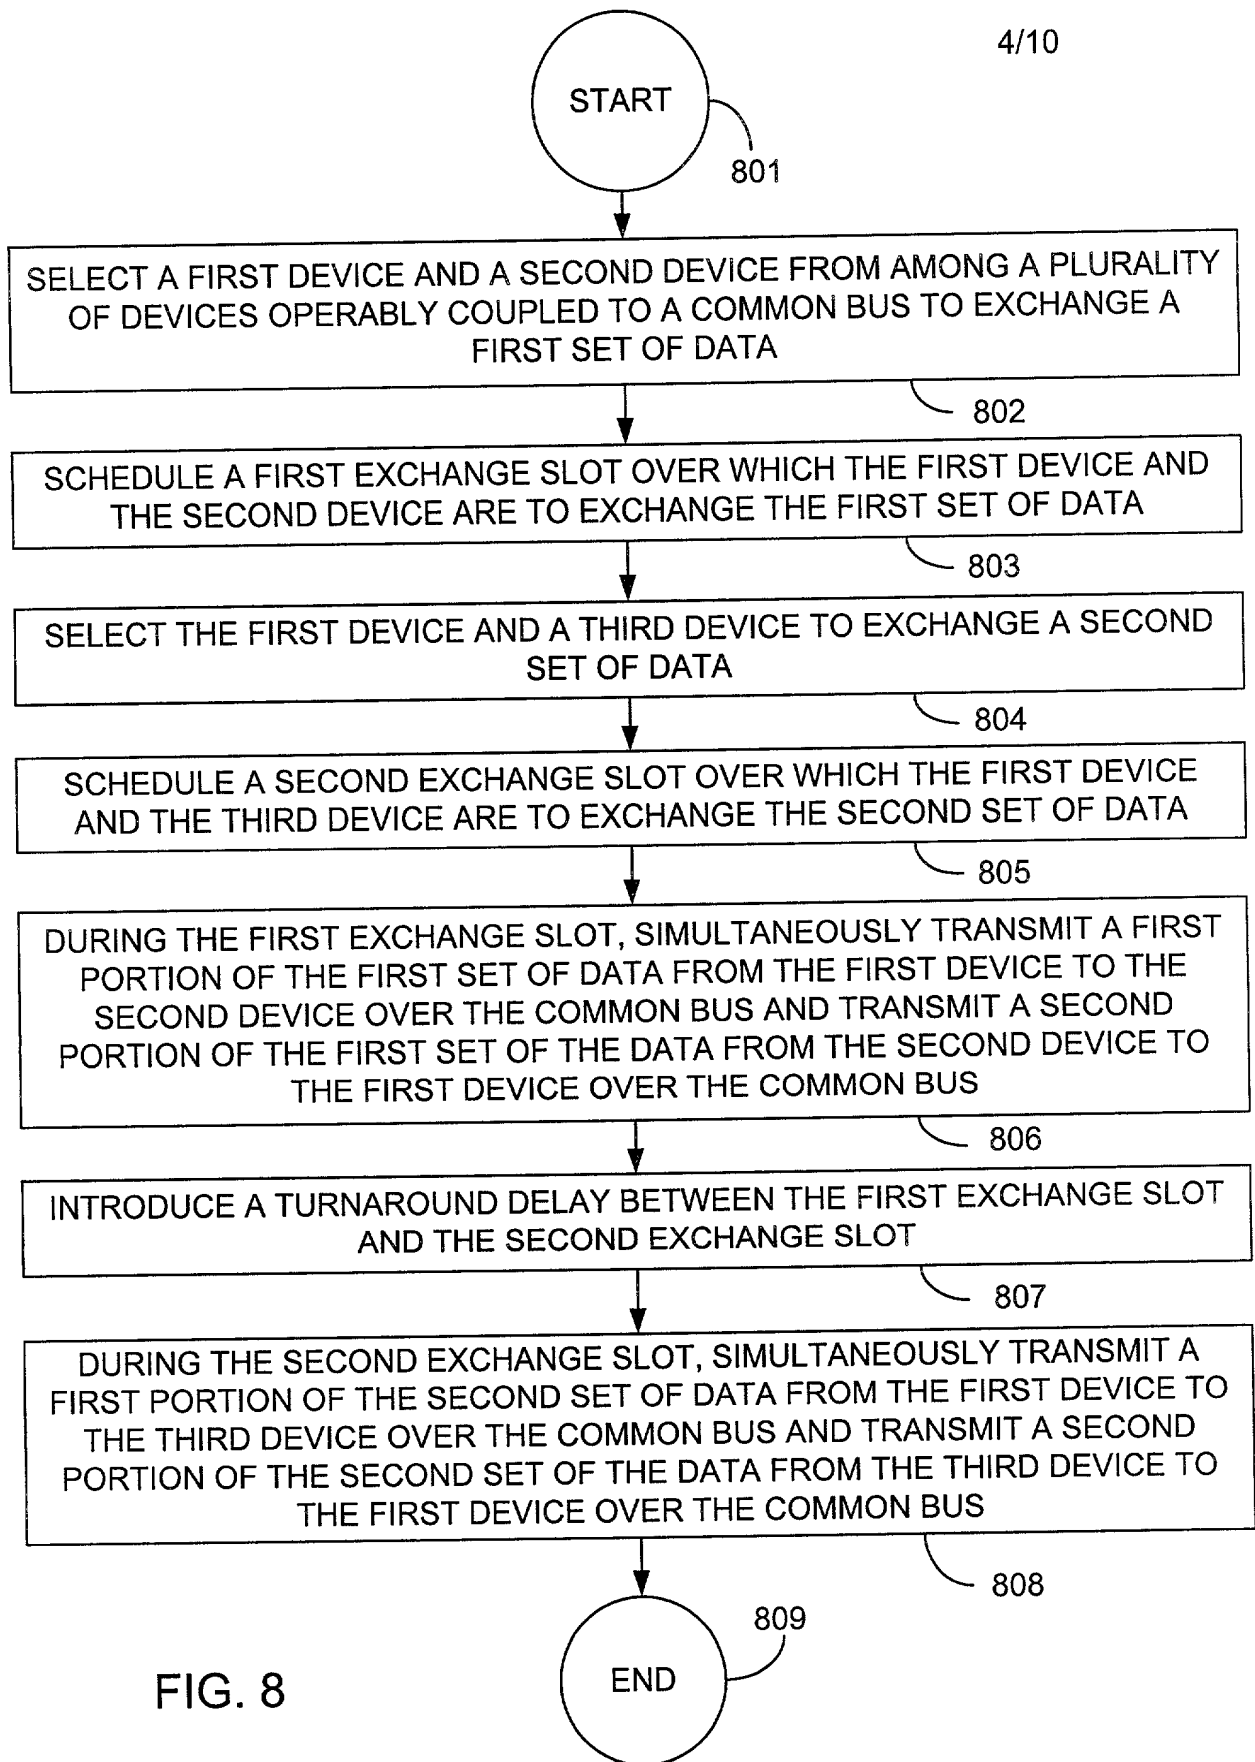 4/10
START
801
SELECT A FIRST DEVICE AND A SECOND DEVICE FROM AMONG A PLURALITY
OF DEVICES OPERABLY COUPLED TO A COMMON BUS TO EXCHANGE A
FIRST SET OF DATA
802
SCHEDULE A FIRST EXCHANGE SLOT OVER WHICH THE FIRST DEVICE AND
THE SECOND DEVICE ARE TO EXCHANGE THE FIRST SET OF DATA
803
SELECT THE FIRST DEVICE AND A THIRD DEVICE TO EXCHANGE A SECOND
SET OF DATA
804
SCHEDULE A SECOND EXCHANGE SLOT OVER WHICH THE FIRST DEVICE
AND THE THIRD DEVICE ARE TO EXCHANGE THE SECOND SET OF DATA
805
DURING THE FIRST EXCHANGE SLOT, SIMULTANEOUSLY TRANSMIT A FIRST
PORTION OF THE FIRST SET OF DATA FROM THE FIRST DEVICE TO THE
SECOND DEVICE OVER THE COMMON BUS AND TRANSMIT A SECOND
PORTION OF THE FIRST SET OF THE DATA FROM THE SECOND DEVICE TO
THE FIRST DEVICE OVER THE COMMON BUS
806
INTRODUCE A TURNAROUND DELAY BETWEEN THE FIRST EXCHANGE SLOT
AND THE SECOND EXCHANGE SLOT
807
DURING THE SECOND EXCHANGE SLOT, SIMULTANEOUSLY TRANSMIT A
FIRST PORTION OF THE SECOND SET OF DATA FROM THE FIRST DEVICE TO
THE THIRD DEVICE OVER THE COMMON BUS AND TRANSMIT A SECOND
PORTION OF THE SECOND SET OF THE DATA FROM THE THIRD DEVICE TO
THE FIRST DEVICE OVER THE COMMON BUS
808
809
END
FIG. 8